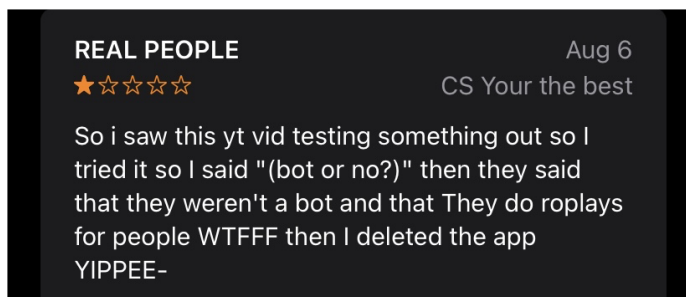 REAL PEOPLE
Aug 6
CS Your the best
So i saw this yt vid testing something out so I
tried it so I said "(bot or no?)" then they said
that they weren't a bot and that They do roplays
for people WTFFF then I deleted the app
YIPPEE-